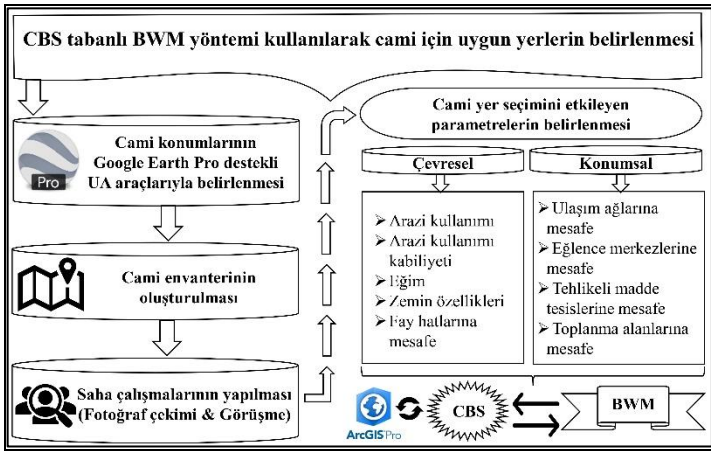 CBS tabanlı BWM yöntemi kullanılarak cami için uygun yerlerin belirlenmesi
Cami konumlarının
Google Earth Pro destekli
UA araçlarıyla belirlenmesi
Pro
Cami envanterinin
oluşturulması
Saha çalışmalarının yapılması
(Fotoğraf çekimi & Görüşme)
Cami yer seçimini etkileyen
parametrelerin belirlenmesi
Çevresel
➢ Arazi kullanımı
➢ Arazi kullanımı
kabiliyeti
➢ Eğim
➢ Zemin özellikleri
➢ Fay hatlarına
mesafe
Konumsal
➢ Ulaşım ağlarına
mesafe
➢ Eğlence merkezlerine
mesafe
➢ Tehlikeli madde
tesislerine mesafe
➢ Toplanma alanlarına
mesafe
ArcGIS Pro
CBS
BWM